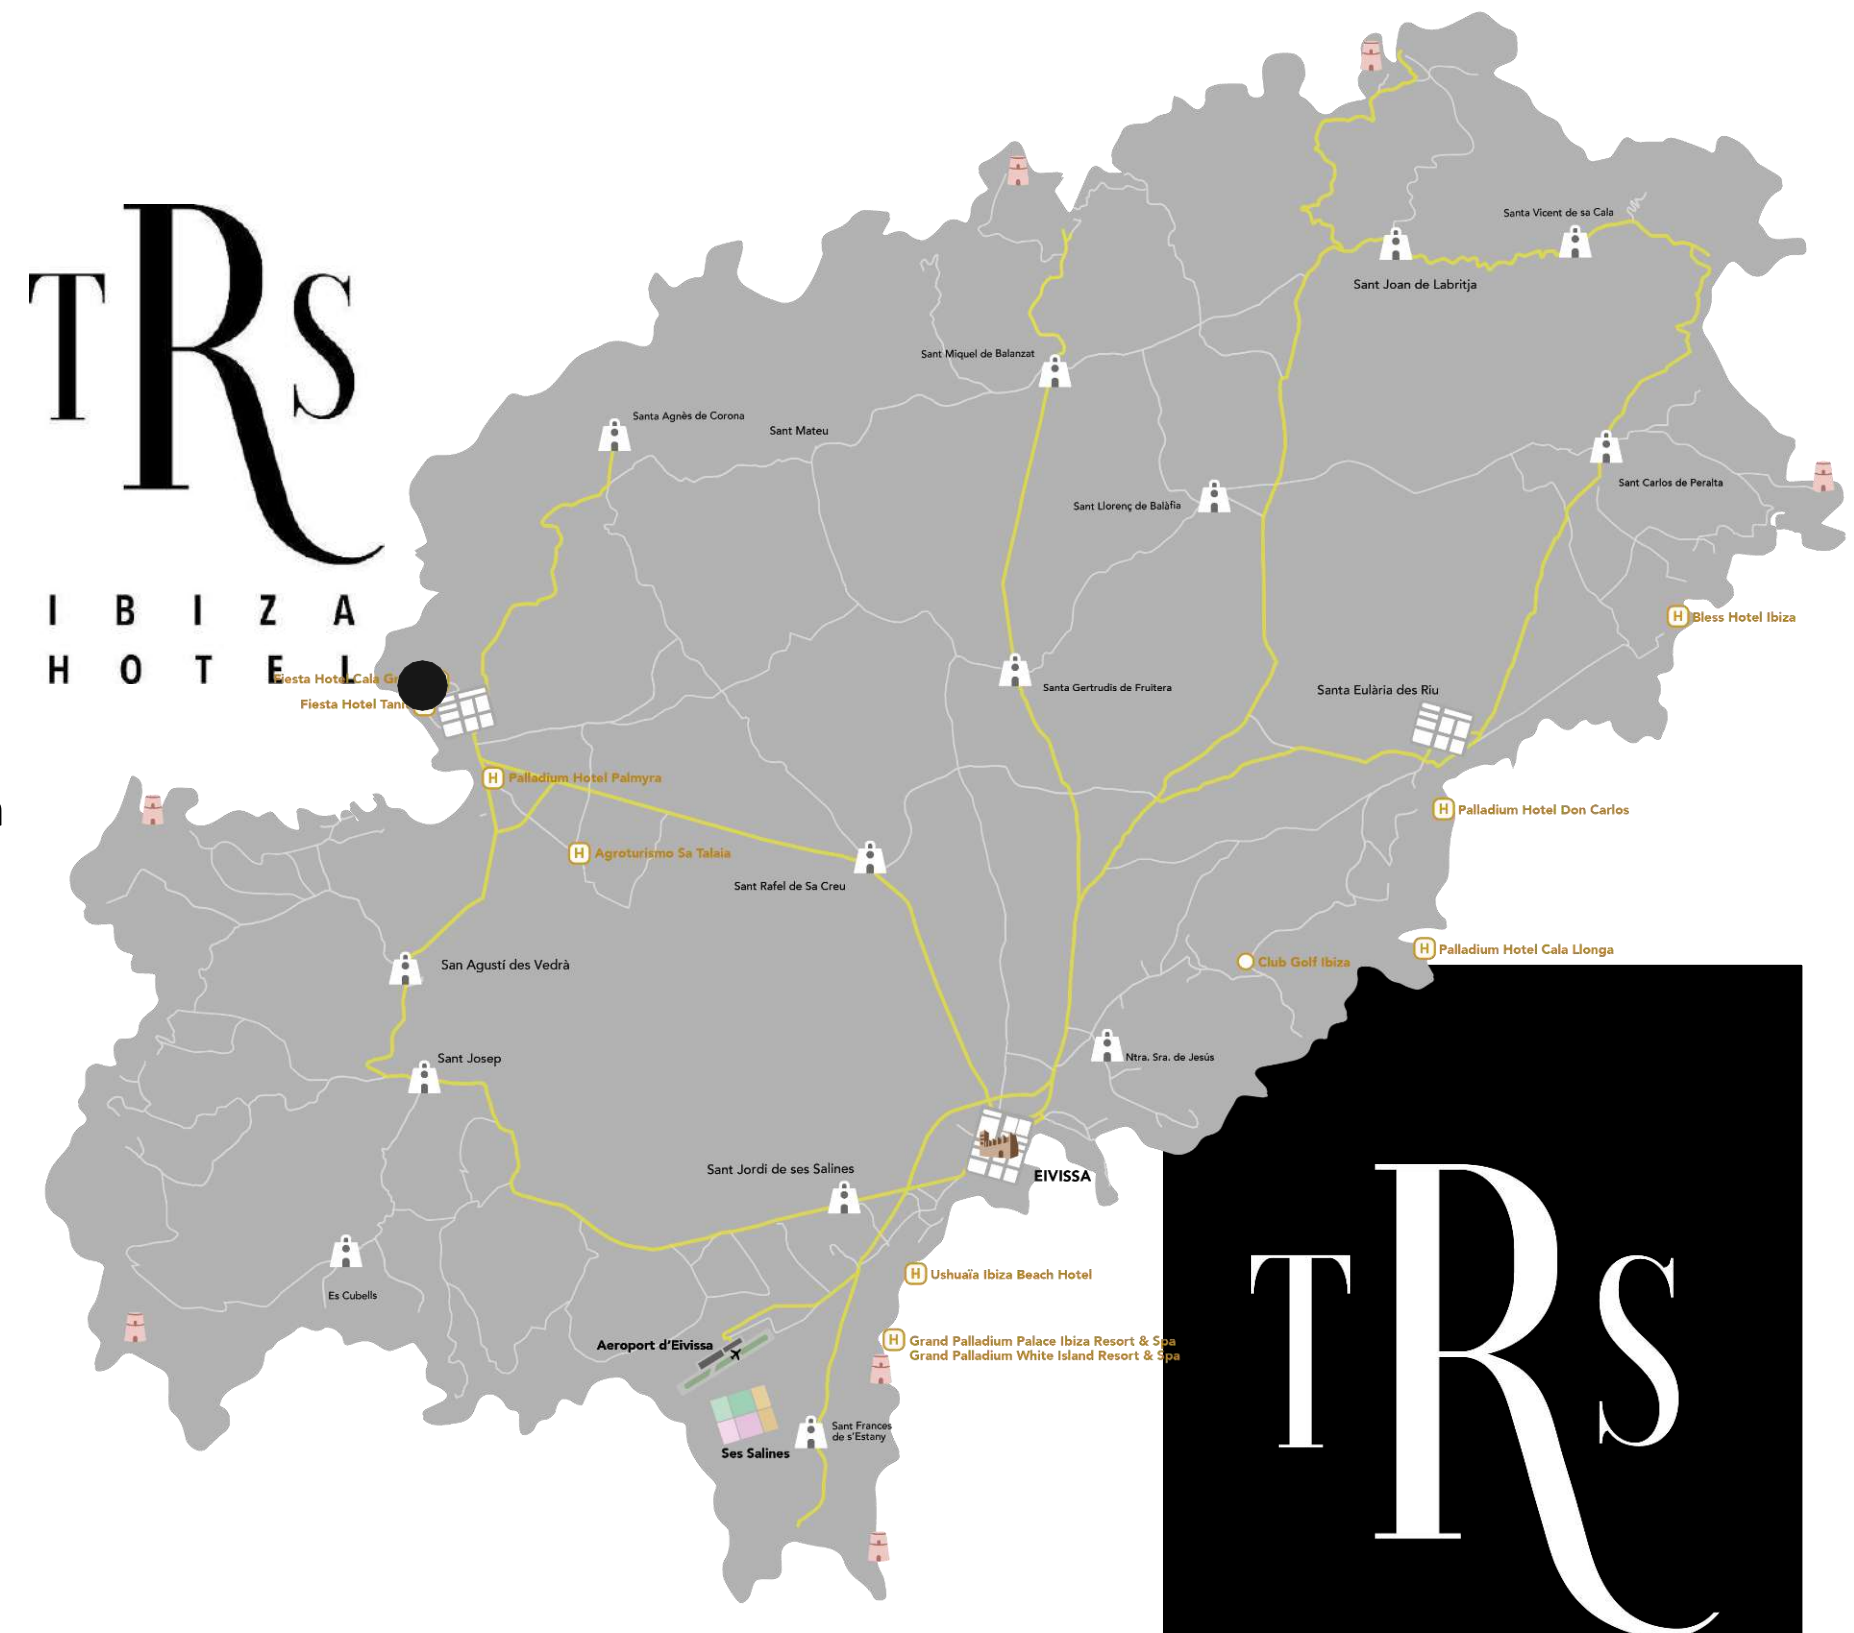 TRS
IBIZA
HOTEL
Santa Vicent de sa Cala
Sant Joan de Labritja
Sant Miquel de Balanzat
Santa Agnès de Corona
Sant Mateu
Sant Carlos de Peralta
Sant Llorenç de Balàfia
H Bless Hotel Ibiza
Fiesta Hotel Cala
Santa Gertrudis de Fruitera
Santa Eulària des Riu
Fiesta Hotel
H Palladium Hotel Palmyra
H Palladium Hotel Don Carlos
H Agroturismo Sa Talaia
Sant Rafel de Sa Creu
H Palladium Hotel Cala Llonga
Club Golf Ibiza
San Agustí des Vedrà
Sant Josep
Ntra. Sra. de Jesús
Sant Jordi de ses Salines
EIVISSA
H Ushuaïa Ibiza Beach Hotel
Es Cubells
Aeroport d'Eivissa
H Grand Palladium Palace Ibiza Resort & Spa
Grand Palladium White Island Resort & Spa
Sant Frances
de s'Estany
Ses Salines
TRS